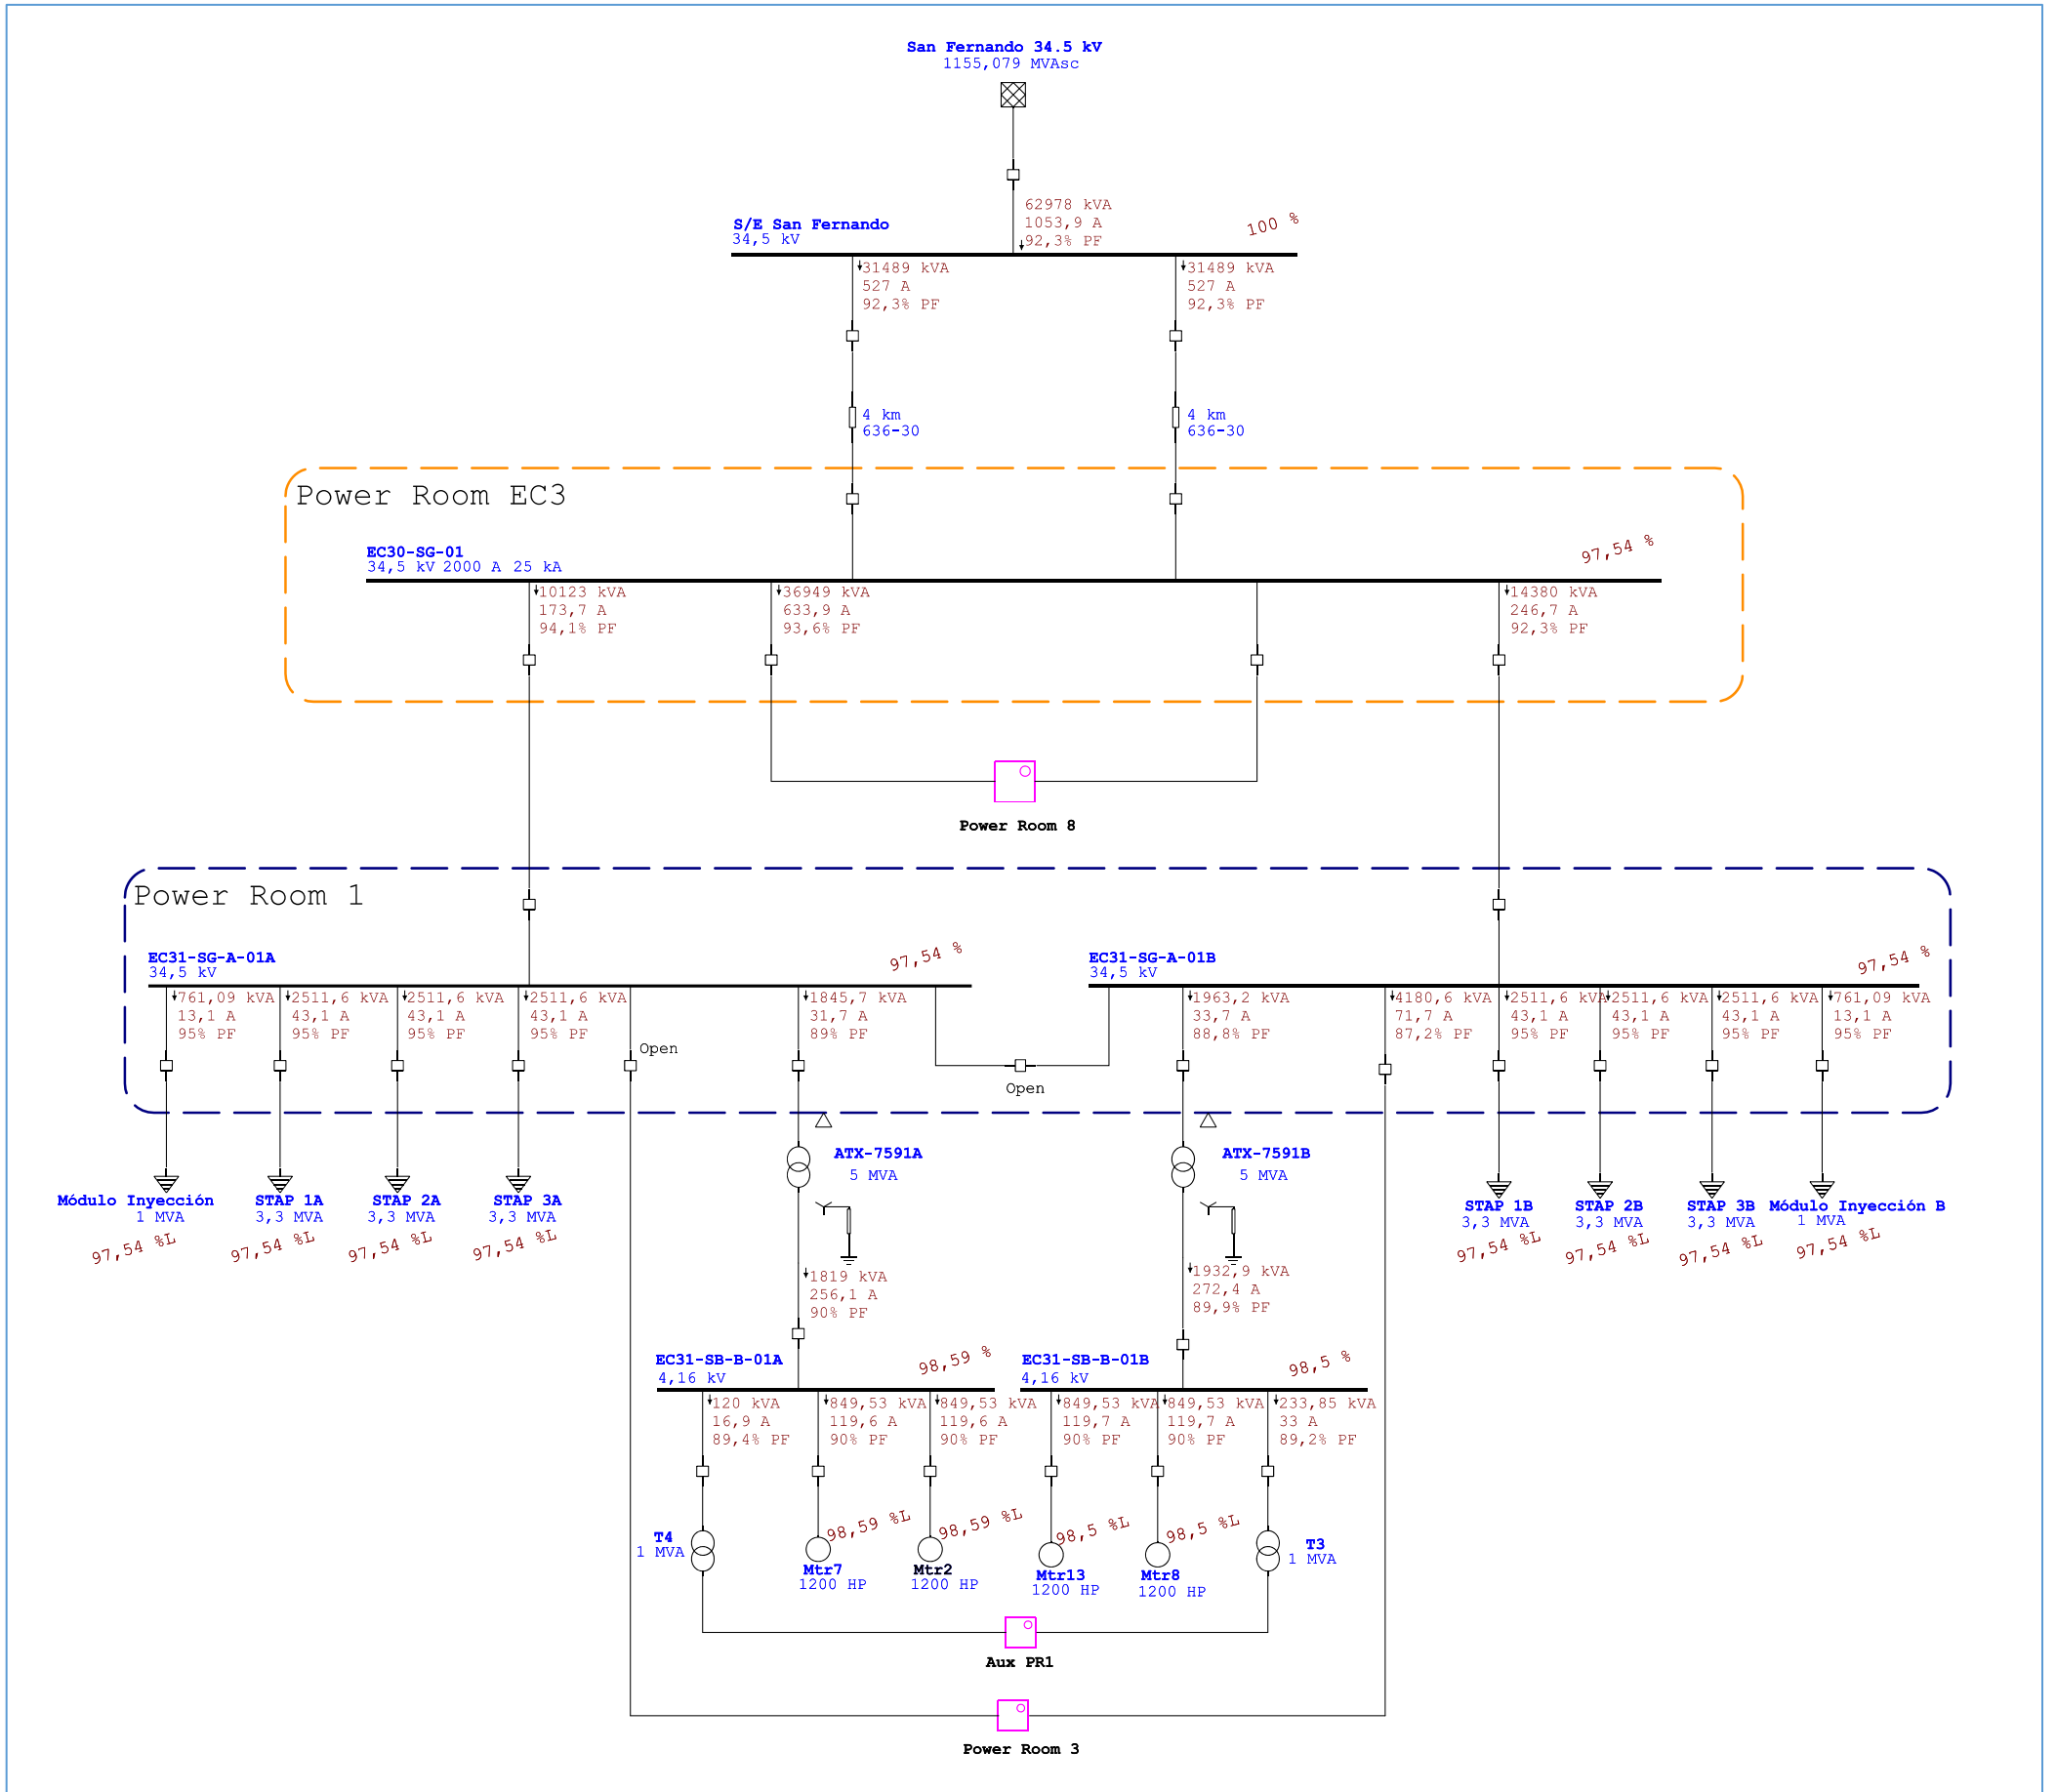 San Fernando 34.5 kV
1155,079 MVAsc
62978 kVA
1053,9 A
92,3% PF
100 %
S/E San Fernando
34,5 kV
31489 kVA
527 A
92,3% PF
31489 kVA
527 A
92,3% PF
4 km
636-30
4 km
636-30
Power Room EC3
EC30-SG-01
34,5 kV 2000 A 25 kA
97,54 %
10123 kVA
173,7 A
94,1% PF
36949 kVA
633,9 A
93,6% PF
14380 kVA
246,7 A
92,3% PF
Power Room 8
Power Room 1
EC31-SG-A-01A
34,5 kV
97,54 %
EC31-SG-A-01B
34,5 kV
97,54 %
761,09 kVA
13,1 A
95% PF
2511,6 kVA
43,1 A
95% PF
2511,6 kVA
43,1 A
95% PF
2511,6 kVA
43,1 A
95% PF
Open
1845,7 kVA
31,7 A
89% PF
Open
1963,2 kVA
33,7 A
88,8% PF
4180,6 kVA
71,7 A
87,2% PF
2511,6 kVA
43,1 A
95% PF
2511,6 kVA
43,1 A
95% PF
2511,6 kVA
43,1 A
95% PF
761,09 kVA
13,1 A
95% PF
Módulo Inyección
1 MVA
97,54 %L
STAP 1A
3,3 MVA
97,54 %L
STAP 2A
3,3 MVA
97,54 %L
STAP 3A
3,3 MVA
97,54 %L
ATX-7591A
5 MVA
ATX-7591B
5 MVA
STAP 1B
3,3 MVA
97,54 %L
STAP 2B
3,3 MVA
97,54 %L
STAP 3B
3,3 MVA
97,54 %L
Módulo Inyección B
1 MVA
97,54 %L
1819 kVA
256,1 A
90% PF
1932,9 kVA
272,4 A
89,9% PF
EC31-SB-B-01A
4,16 kV
98,59 %
EC31-SB-B-01B
4,16 kV
98,5 %
120 kVA
16,9 A
89,4% PF
849,53 kVA
119,6 A
90% PF
849,53 kVA
119,6 A
90% PF
849,53 kVA
119,7 A
90% PF
849,53 kVA
119,7 A
90% PF
233,85 kVA
33 A
89,2% PF
T4
1 MVA
98,59 %L
Mtr7
1200 HP
98,59 %L
Mtr2
1200 HP
98,5 %L
Mtr13
1200 HP
98,5 %L
Mtr8
1200 HP
T3
1 MVA
Aux PR1
Power Room 3